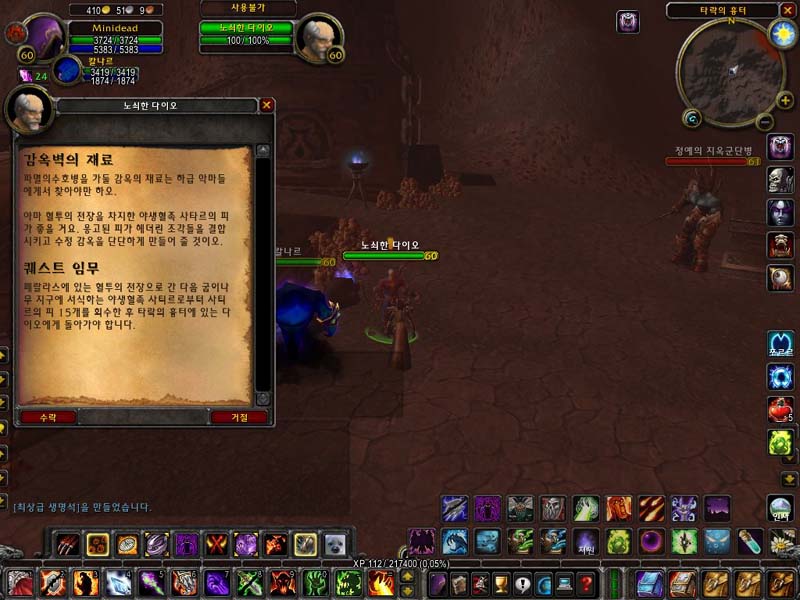 410 51 9
Minidead
3724 / 3724
5383 / 5383
60
칼나르
24
3419 / 3419
1874 / 1874
사용불가
노쇠한 다이오
100 / 100%
60
타락의 흉터
N
노쇠한 다이오
감옥벽의 재료
파멸의수호병을 가둘 감옥의 재료는 하급 악마들
에게서 찾아야만 하오.
아마 혈투의 전장을 차지한 야생혈족 사타르의 피
가 좋을 거요. 응고된 피가 헤더린 조각들을 결합
시키고 수정 감옥을 단단하게 만들어 줄 것이오.
퀘스트 임무
페랄라스에 있는 혈투의 전장으로 간 다음 굽이나
무 지구에 서식하는 야생혈족 사티르로부터 사티
르의 피 15개를 회수한 후 타락의 흉터에 있는 다
이오에게 돌아가야 합니다.
수락
거절
정예의 지옥군단병
61
노쇠한 다이오
60
칼나르
60
[최상급 생명석]을 만들었습니다.
XP 112 / 217400 (0.05%)